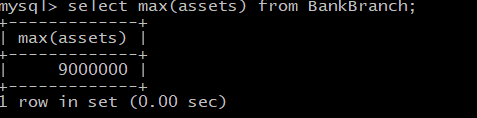 mysql> select max(assets) from BankBranch;
+-------------+
| max(assets) |
+-------------+
|     9000000 |
+-------------+
1 row in set (0.00 sec)